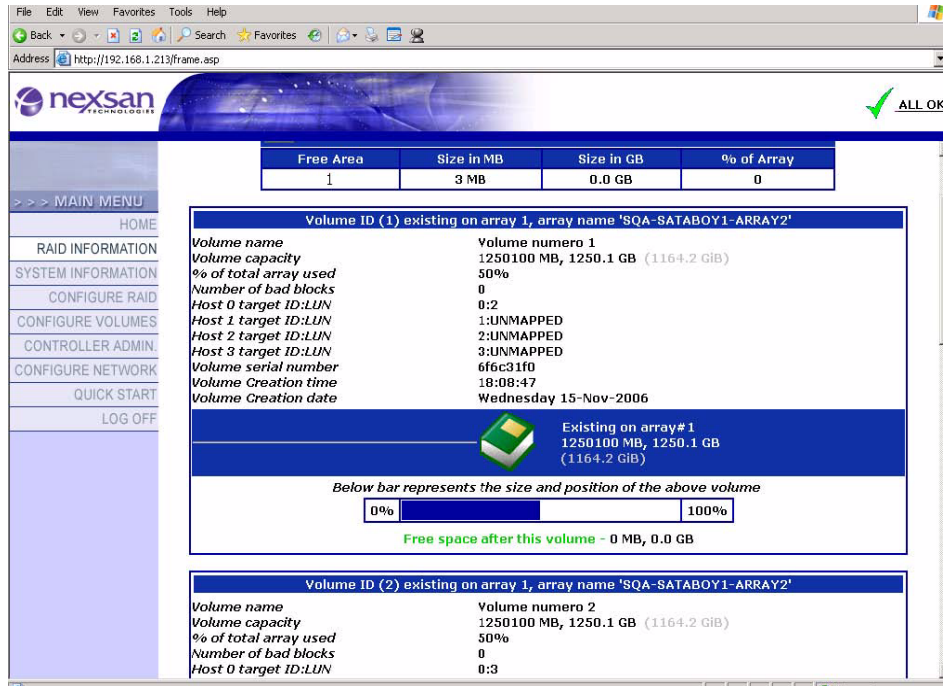 File Edit View Favorites Tools Help
Back Search Favorites
Address http://192.168.1.213/frame.asp
nexsan
TECHNOLOGIES
ALL OK
Free Area Size in MB Size in GB % of Array
1 3 MB 0.0 GB 0
> > > MAIN MENU
HOME
RAID INFORMATION
SYSTEM INFORMATION
CONFIGURE RAID
CONFIGURE VOLUMES
CONTROLLER ADMIN.
CONFIGURE NETWORK
QUICK START
LOG OFF
Volume ID (1) existing on array 1, array name 'SQA-SATABOY1-ARRAY2'
Volume name Volume numero 1
Volume capacity 1250100 MB, 1250.1 GB (1164.2 GiB)
% of total array used 50%
Number of bad blocks 0
Host 0 target ID:LUN 0:2
Host 1 target ID:LUN 1:UNMAPPED
Host 2 target ID:LUN 2:UNMAPPED
Host 3 target ID:LUN 3:UNMAPPED
Volume serial number 6f6c31f0
Volume Creation time 18:08:47
Volume Creation date Wednesday 15-Nov-2006
Existing on array#1
1250100 MB, 1250.1 GB
(1164.2 GiB)
Below bar represents the size and position of the above volume
0% 100%
Free space after this volume - 0 MB, 0.0 GB
Volume ID (2) existing on array 1, array name 'SQA-SATABOY1-ARRAY2'
Volume name Volume numero 2
Volume capacity 1250100 MB, 1250.1 GB (1164.2 GiB)
% of total array used 50%
Number of bad blocks 0
Host 0 target ID:LUN 0:3